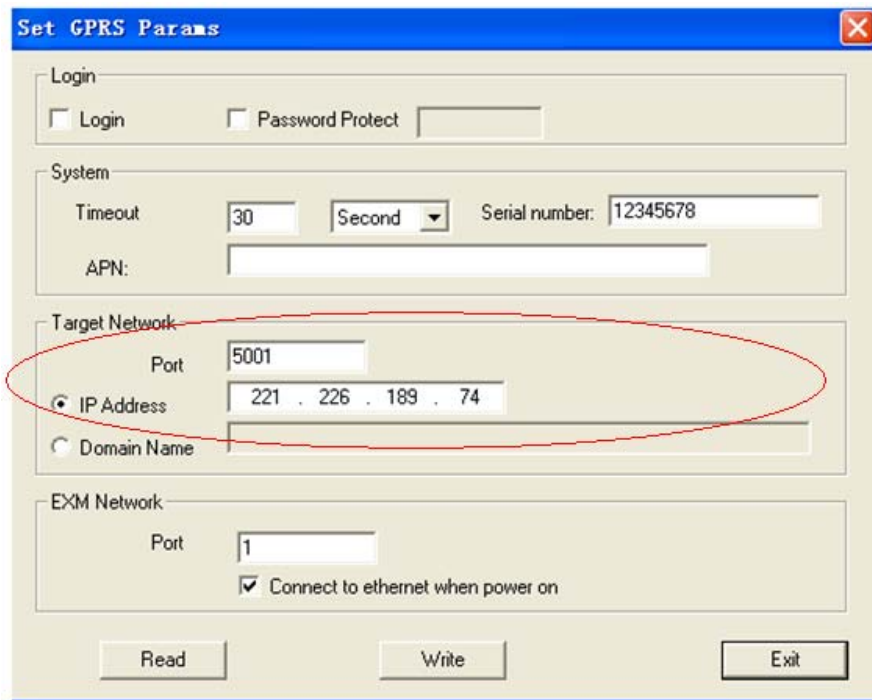 Set GPRS Params
Login
Login Password Protect
System
Timeout 30 Second Serial number: 12345678
APN:
Target Network
Port 5001
IP Address 221 . 226 . 189 . 74
Domain Name
EXM Network
Port 1
Connect to ethernet when power on
Read Write Exit